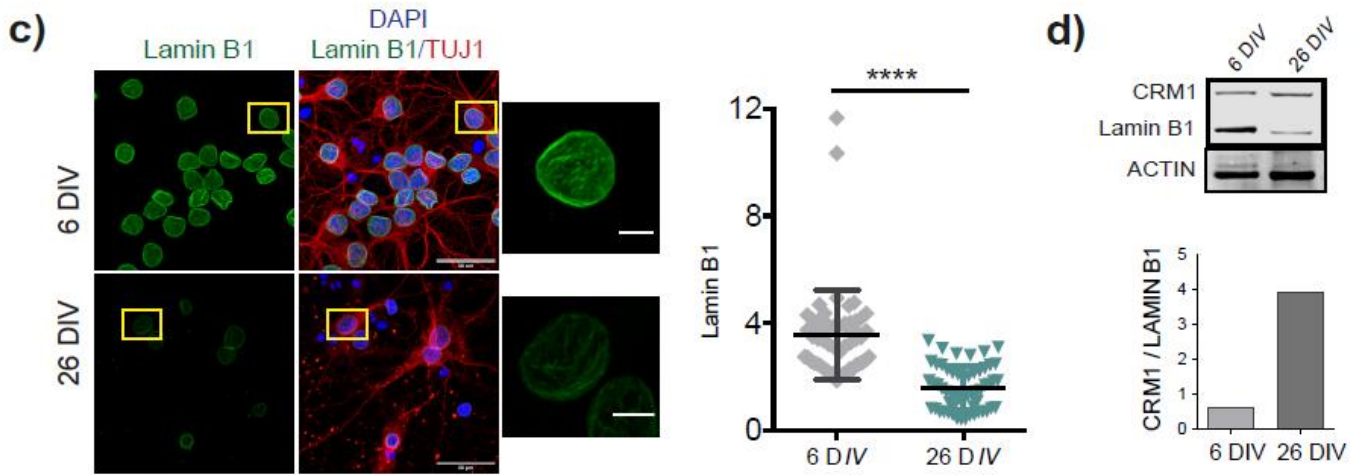 c)
DAPI
Lamin B1
Lamin B1/TUJ1
6 DIV
26 DIV
****
Lamin B1
12
8
4
0
6 DIV
26 DIV
d)
6 DIV
26 DIV
CRM1
Lamin B1
ACTIN
CRM1 / LAMIN B1
5
4
3
2
1
0
6 DIV
26 DIV